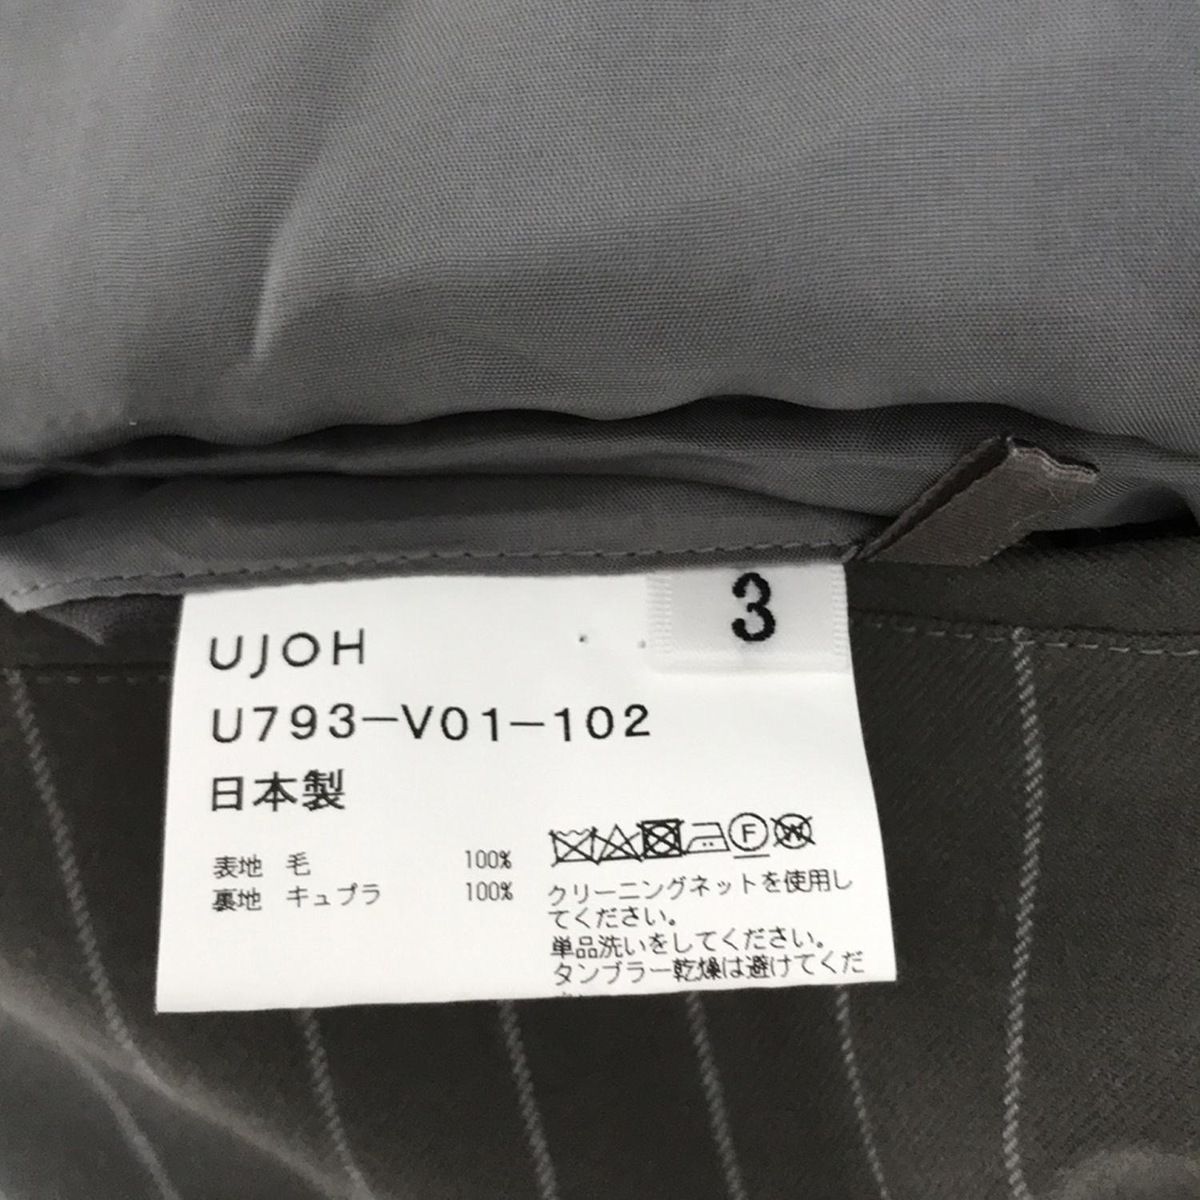 3
UJOH
U793-V01-102
日本製
表地 毛 100%
裏地 キュプラ 100%
F W
クリーニングネットを使用し
てください。
単品洗いをしてください。
タンブラー乾燥は避けてくだ